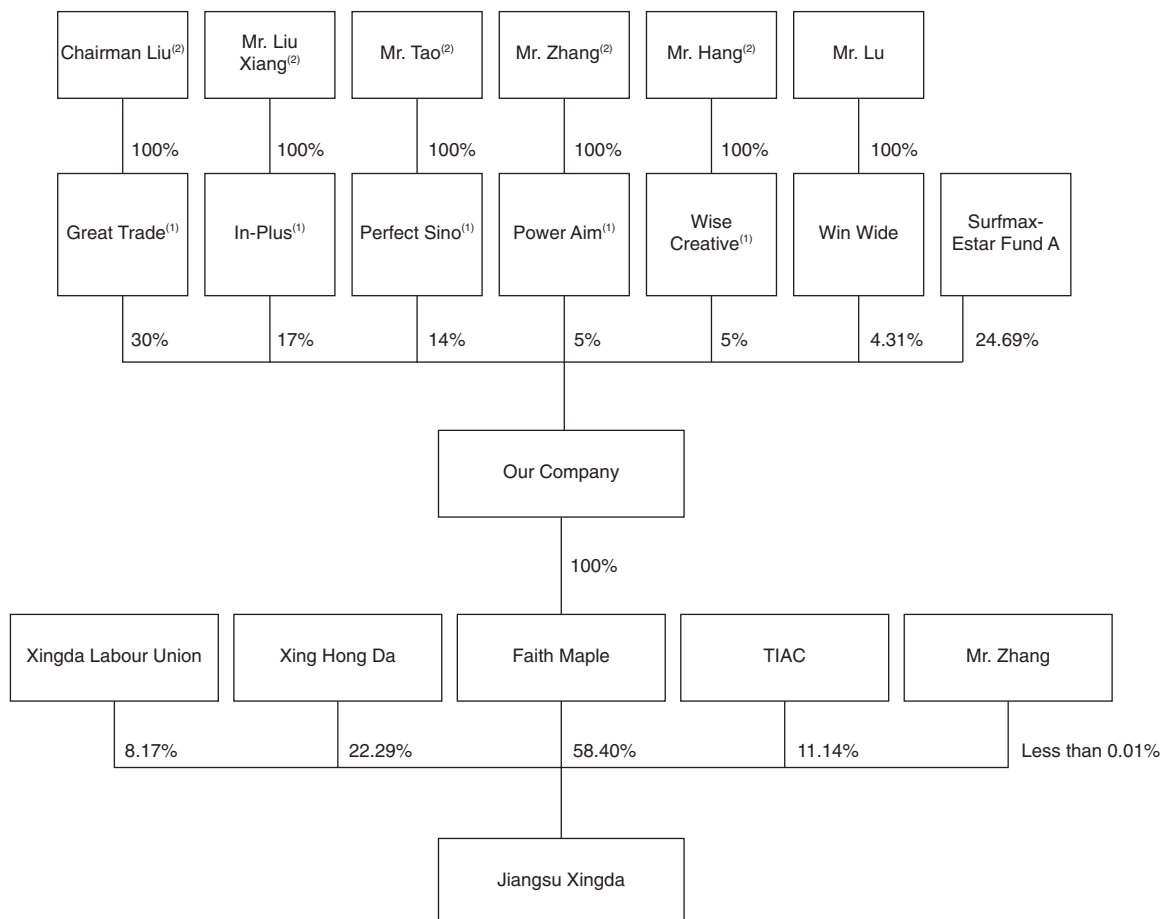 Chairman Liu(2)
Mr. Liu
Xiang(2)
Mr. Tao(2)
Mr. Zhang(2)
Mr. Hang(2)
Mr. Lu
100%
100%
100%
100%
100%
100%
Great Trade(1)
In-Plus(1)
Perfect Sino(1)
Power Aim(1)
Wise
Creative(1)
Win Wide
Surfmax-
Estar Fund A
30%
17%
14%
5%
5%
4.31%
24.69%
Our Company
100%
Xingda Labour Union
Xing Hong Da
Faith Maple
TIAC
Mr. Zhang
8.17%
22.29%
58.40%
11.14%
Less than 0.01%
Jiangsu Xingda